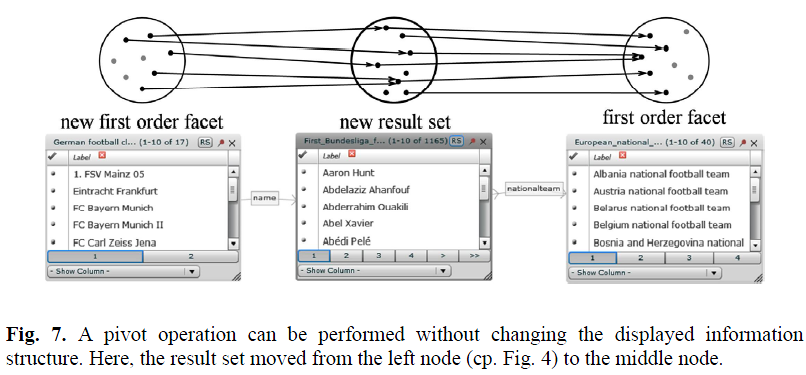 new first order facet
new result set
first order facet
German football cl... (1-10 of 17) RS
Label
1. FSV Mainz 05
Eintracht Frankfurt
FC Bayern Munich
FC Bayern Munich II
FC Carl Zeiss Jena
1 2
- Show Column -
name
First_Bundesliga_f... (1-10 of 1165) RS
Label
Aaron Hunt
Abdelaziz Ahanfouf
Abderrahim Ouakili
Abel Xavier
Abédi Pelé
1 2 3 4 > >>
- Show Column -
nationalteam
European_national_... (1-10 of 40) RS
Label
Albania national football team
Austria national football team
Belarus national football team
Belgium national football team
Bosnia and Herzegovina national
1 2 3 4
- Show Column -
Fig. 7. A pivot operation can be performed without changing the displayed information
structure. Here, the result set moved from the left node (cp. Fig. 4) to the middle node.